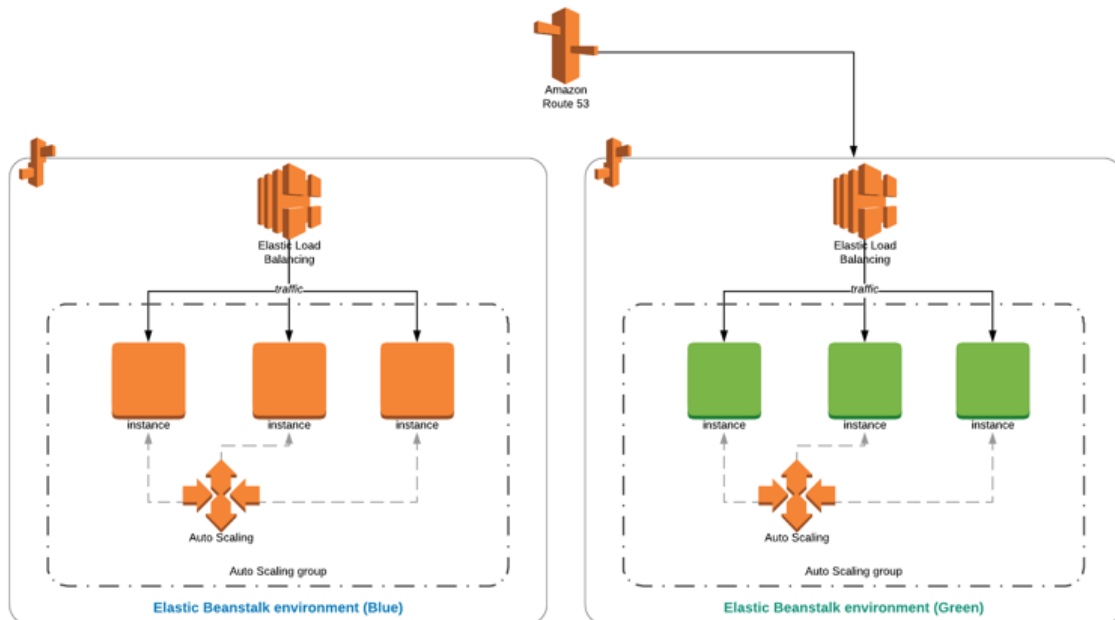 Amazon
Route 53
Elastic Load
Balancing
traffic
instance
instance
instance
Auto Scaling
Auto Scaling group
Elastic Beanstalk environment (Blue)
Elastic Load
Balancing
traffic
instance
instance
instance
Auto Scaling
Auto Scaling group
Elastic Beanstalk environment (Green)